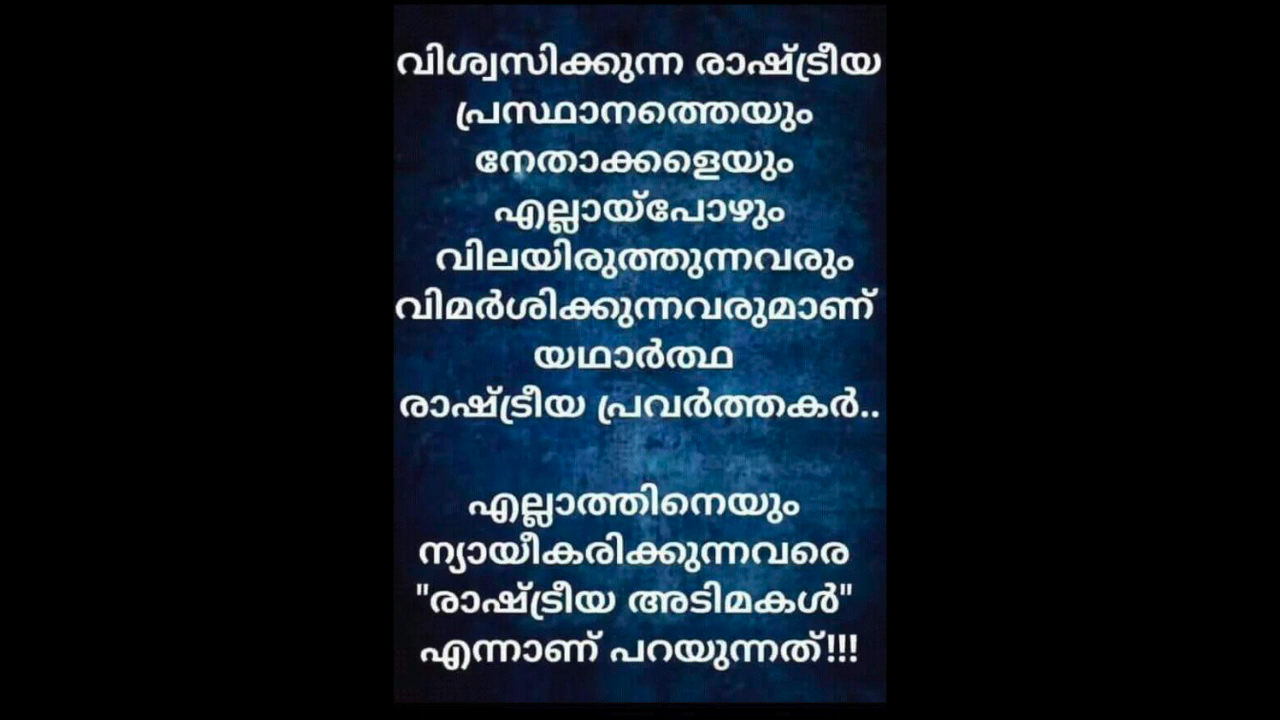 വിശ്വസിക്കുന്ന രാഷ്ട്രീയ
പ്രസ്ഥാനത്തെയും
നേതാക്കളെയും
എല്ലായ്പോഴും
വിലയിരുത്തുന്നവരും
വിമർശിക്കുന്നവരുമാണ്
യഥാർത്ഥ
രാഷ്ട്രീയ പ്രവർത്തകർ..
എല്ലാത്തിനെയും
ന്യായീകരിക്കുന്നവരെ
"രാഷ്ട്രീയ അടിമകൾ"
എന്നാണ് പറയുന്നത്!!!